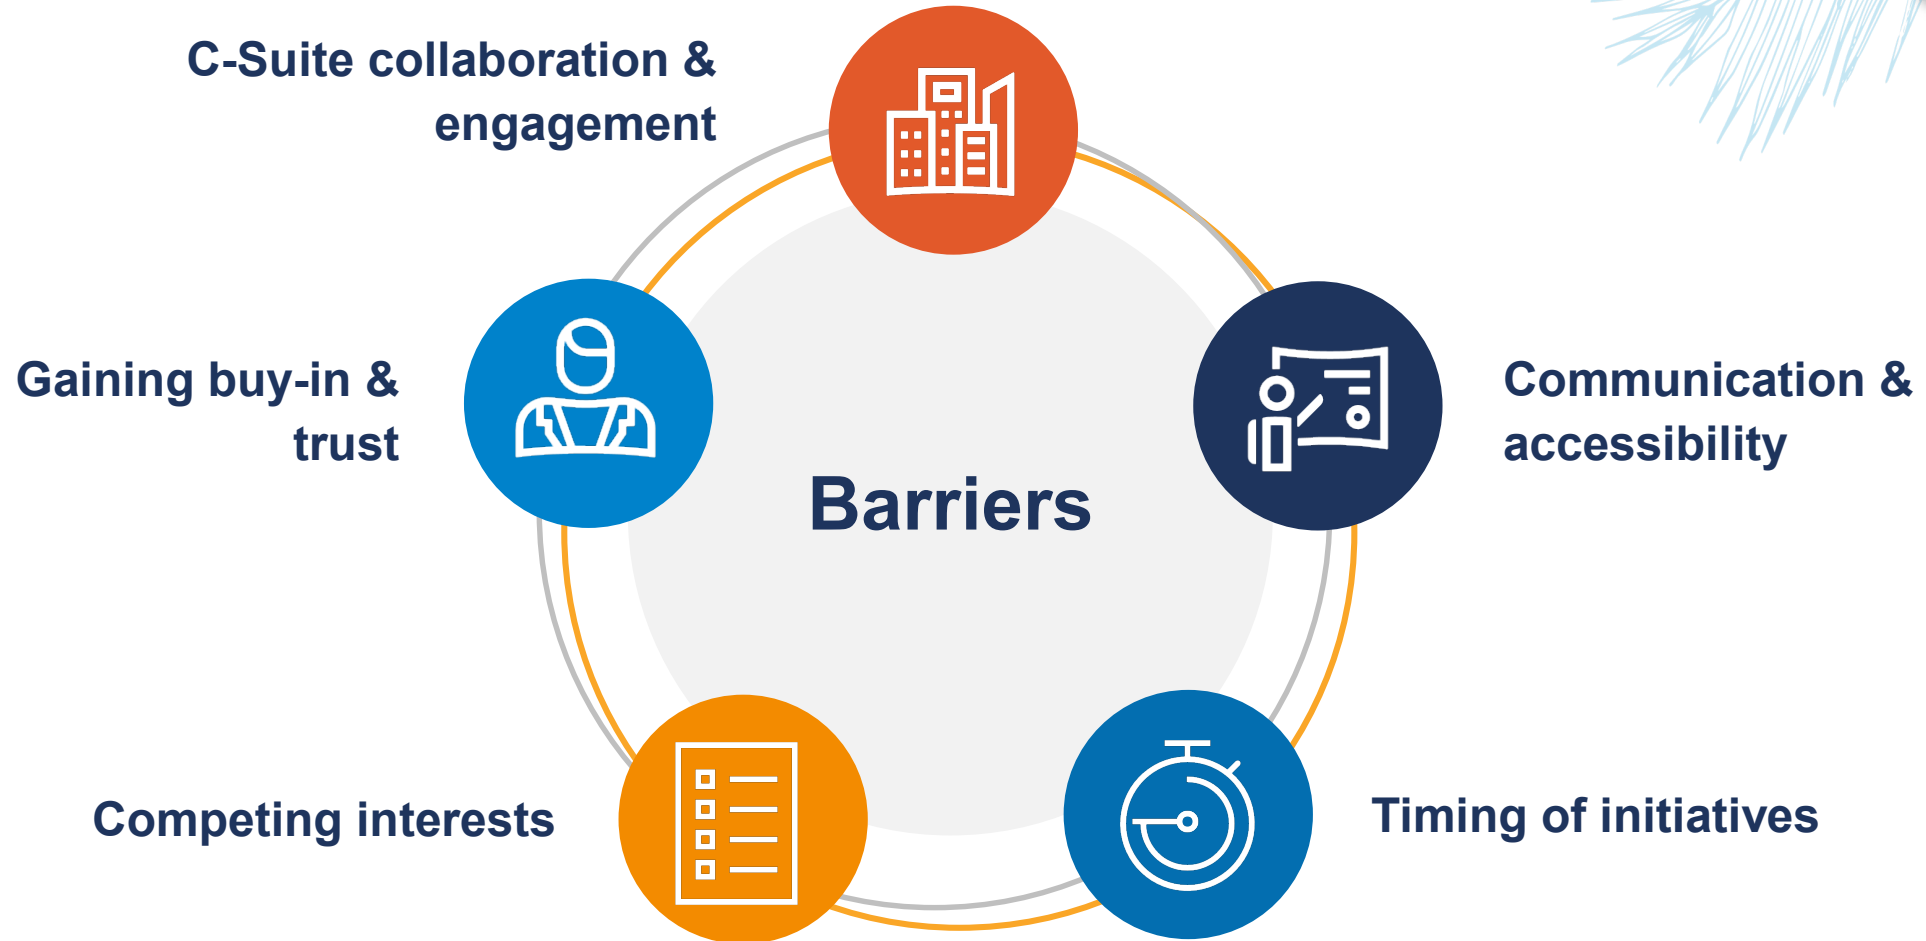 C-Suite collaboration &
engagement
Gaining buy-in &
trust
Communication &
accessibility
Barriers
Competing interests
Timing of initiatives